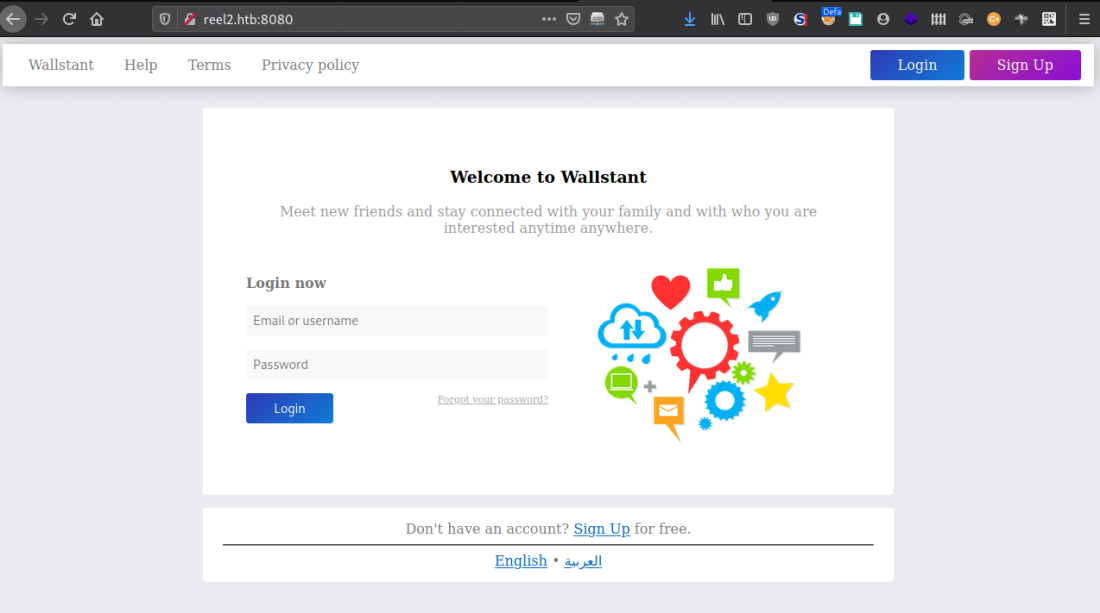 reel2.htb:8080
Defa
Wallstant Help Terms Privacy policy Login Sign Up
Welcome to Wallstant
Meet new friends and stay connected with your family and with who you are
interested anytime anywhere.
Login now
Email or username
Password
Login Forgot your password?
Don't have an account? Sign Up for free.
English • العربية